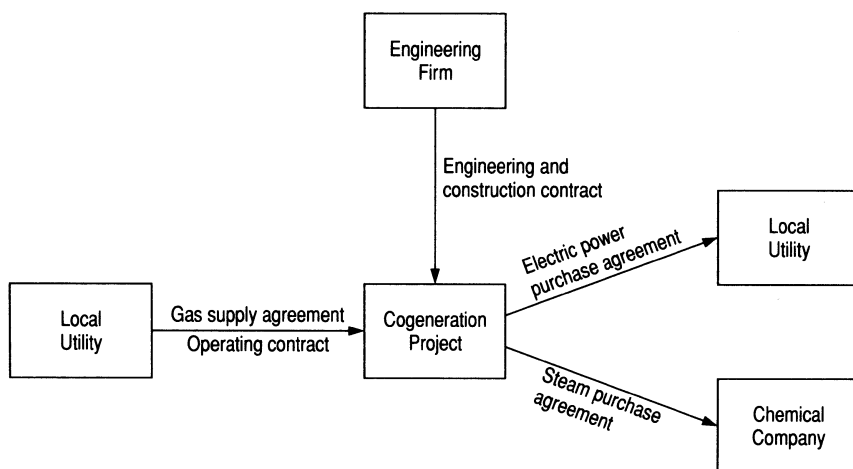 Engineering
Firm
Engineering and
construction contract
Electric power
purchase agreement
Local
Utility
Local
Utility
Gas supply agreement
Operating contract
Cogeneration
Project
Steam purchase
agreement
Chemical
Company